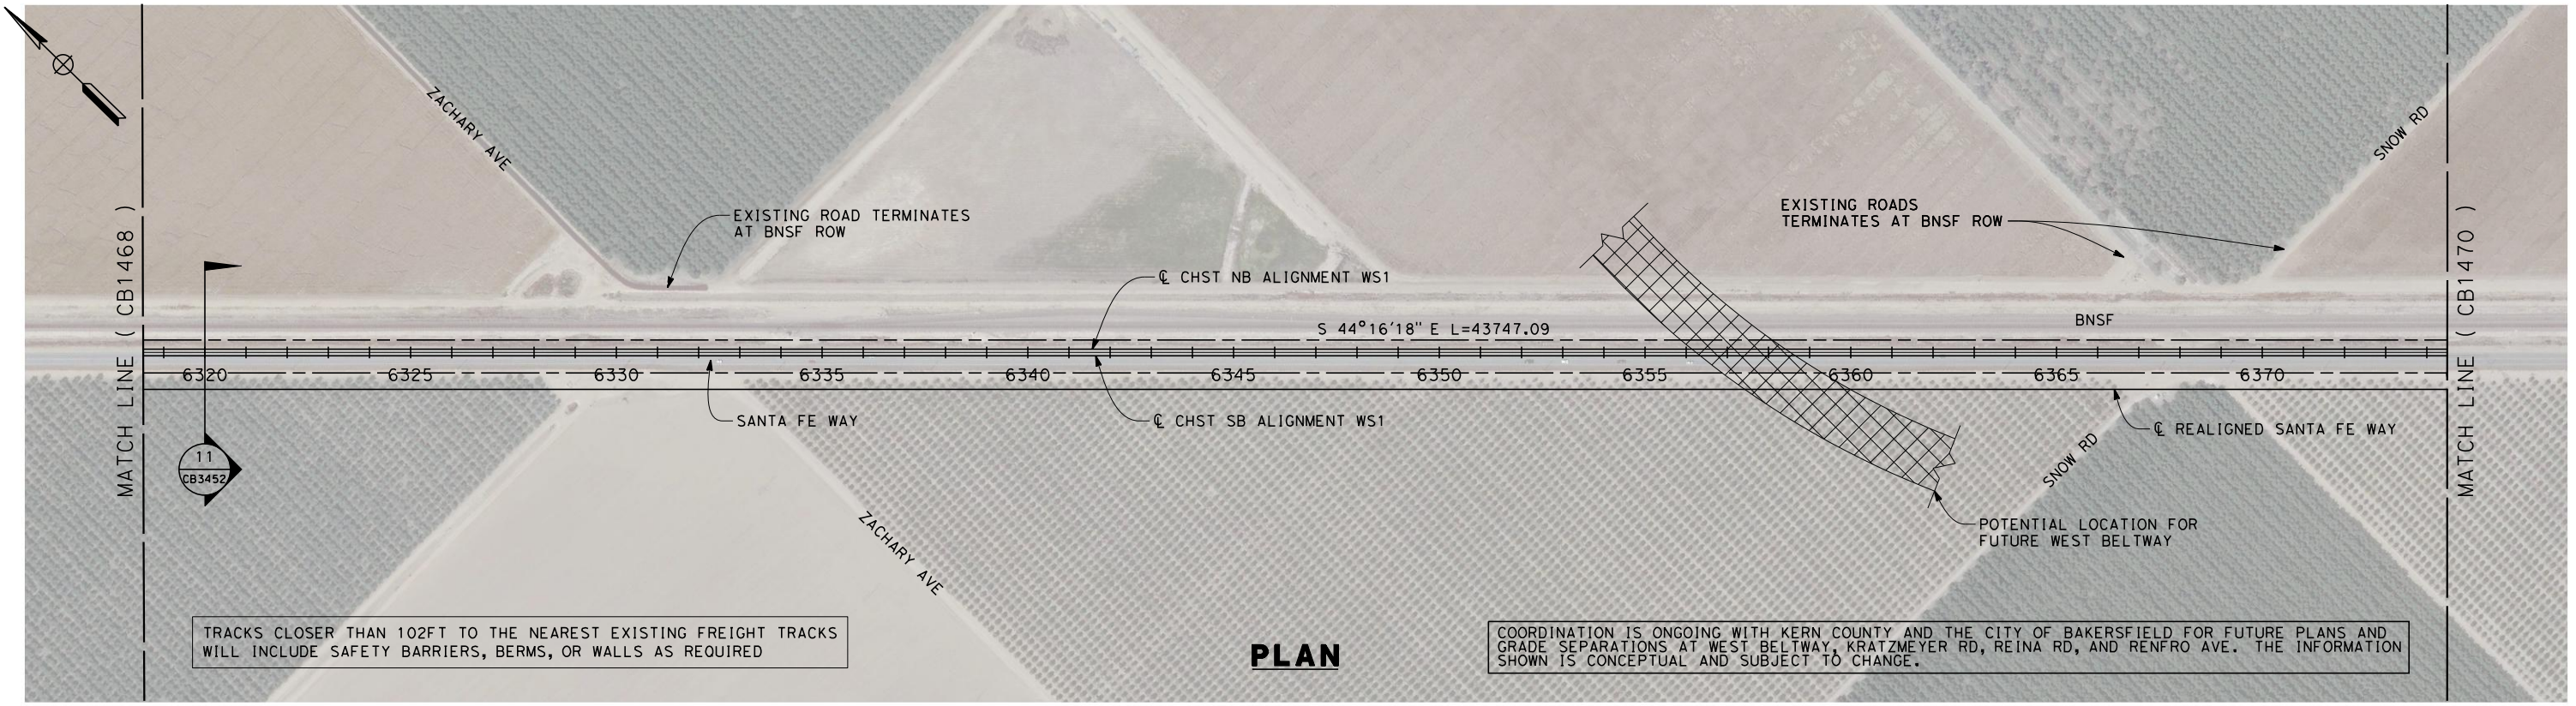 ZACHARY AVE
SNOW RD
EXISTING ROAD TERMINATES
AT BNSF ROW
EXISTING ROADS
TERMINATES AT BNSF ROW
MATCH LINE ( CB1468 )
MATCH LINE ( CB1470 )
℄ CHST NB ALIGNMENT WS1
S 44°16'18" E L=43747.09
BNSF
6320 6325 6330 6335 6340 6345 6350 6355 6360 6365 6370
SANTA FE WAY
℄ CHST SB ALIGNMENT WS1
℄ REALIGNED SANTA FE WAY
11
CB3452
SNOW RD
ZACHARY AVE
POTENTIAL LOCATION FOR
FUTURE WEST BELTWAY
TRACKS CLOSER THAN 102FT TO THE NEAREST EXISTING FREIGHT TRACKS
WILL INCLUDE SAFETY BARRIERS, BERMS, OR WALLS AS REQUIRED
PLAN
COORDINATION IS ONGOING WITH KERN COUNTY AND THE CITY OF BAKERSFIELD FOR FUTURE PLANS AND
GRADE SEPARATIONS AT WEST BELTWAY, KRATZMEYER RD, REINA RD, AND RENFRO AVE. THE INFORMATION
SHOWN IS CONCEPTUAL AND SUBJECT TO CHANGE.